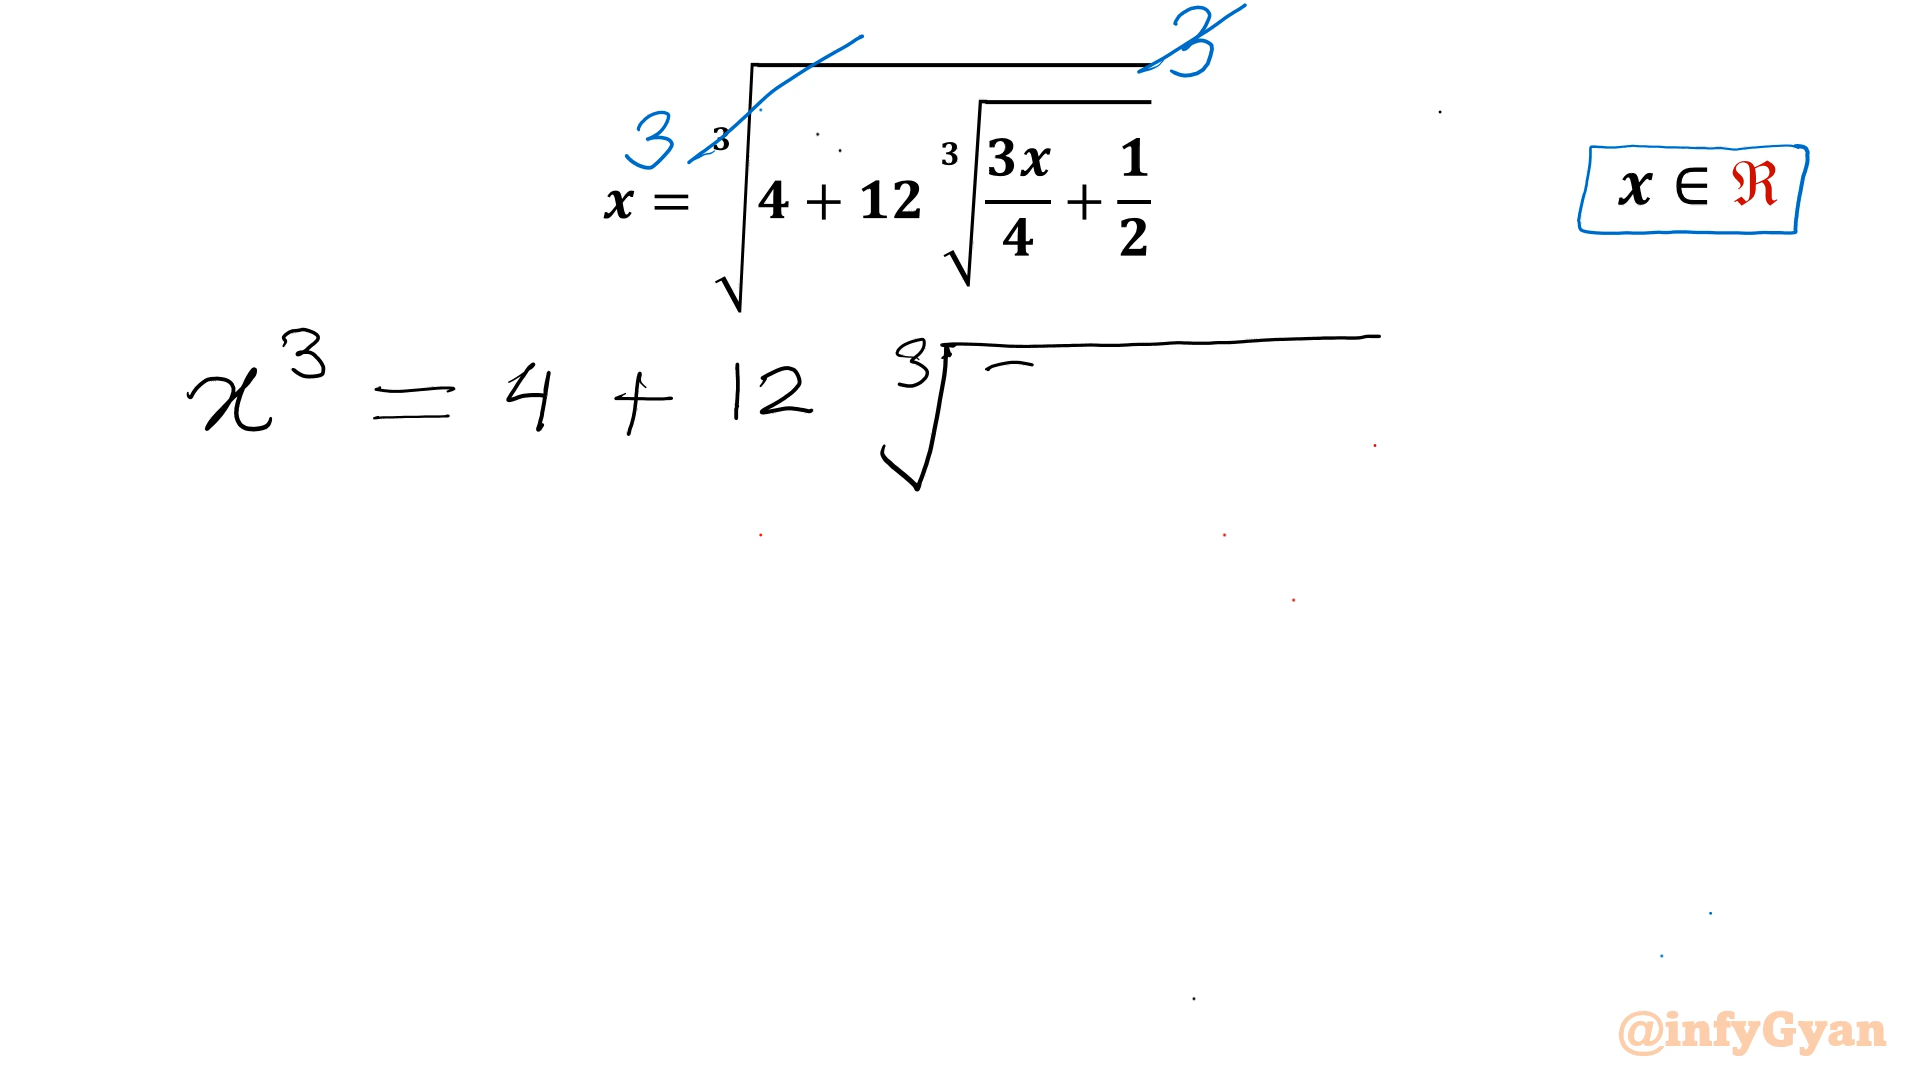 x = ∛(4 + 12 ∛(3x/4 + 1/2))
3 3
x ∈ ℜ
x³ = 4 + 12 ∛
@infyGyan